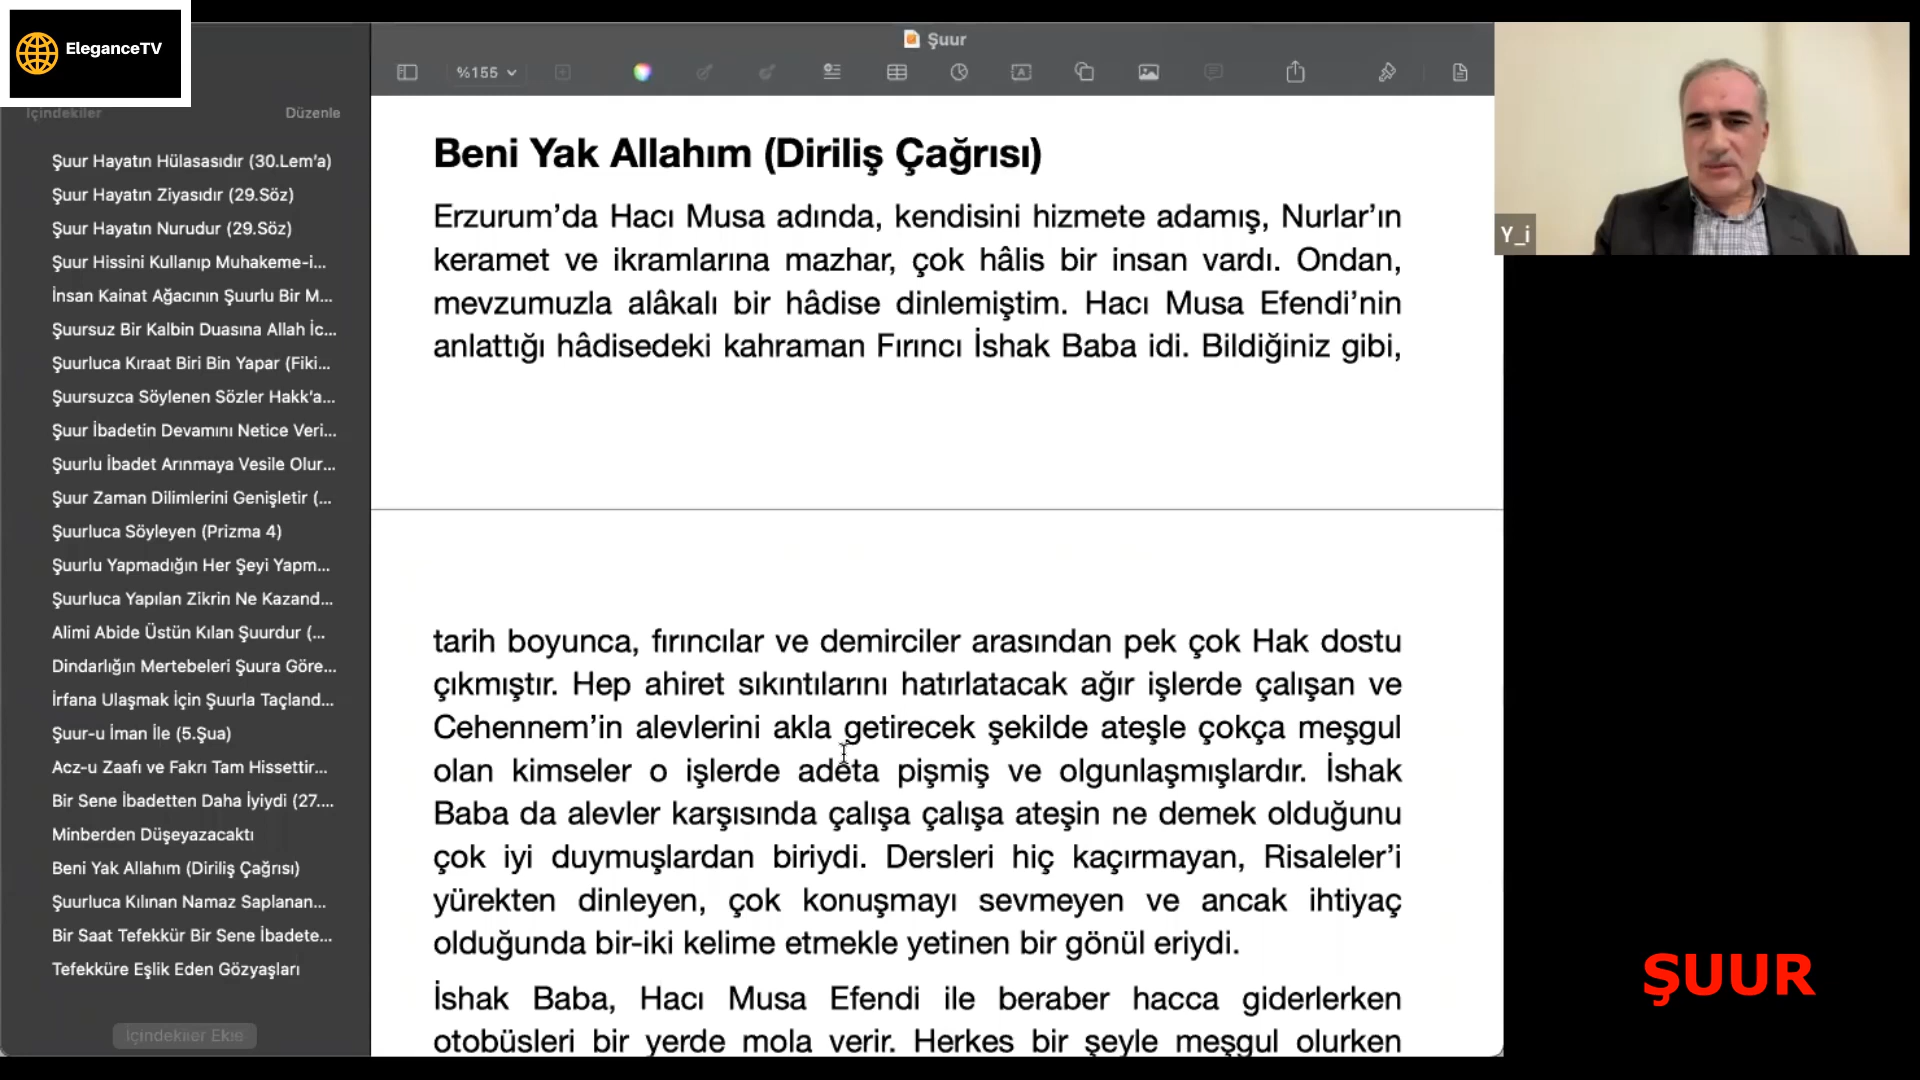 EleganceTV
İçindekiler
Düzenle
Şuur Hayatın Hülasasıdır (30.Lem'a)
Şuur Hayatın Ziyasıdır (29.Söz)
Şuur Hayatın Nurudur (29.Söz)
Şuur Hissini Kullanıp Muhakeme-i...
İnsan Kainat Ağacının Şuurlu Bir M...
Şuursuz Bir Kalbin Duasına Allah İc...
Şuurluca Kıraat Biri Bin Yapar (Fiki...
Şuursuzca Söylenen Sözler Hakk'a...
Şuur İbadetin Devamını Netice Veri...
Şuurlu İbadet Arınmaya Vesile Olur...
Şuur Zaman Dilimlerini Genişletir (...
Şuurluca Söyleyen (Prizma 4)
Şuurlu Yapmadığın Her Şeyi Yapm...
Şuurluca Yapılan Zikrin Ne Kazand...
Alimi Abide Üstün Kılan Şuurdur (...
Dindarlığın Mertebeleri Şuura Göre...
İrfana Ulaşmak İçin Şuurla Taçland...
Şuur-u İman İle (5.Şua)
Acz-u Zaafı ve Fakrı Tam Hissettir...
Bir Sene İbadetten Daha İyiydi (27....
Minberden Düşeyazacaktı
Beni Yak Allahım (Diriliş Çağrısı)
Şuurluca Kılınan Namaz Saplanan...
Bir Saat Tefekkür Bir Sene İbadete...
Tefekküre Eşlik Eden Gözyaşları
İçindekiler Ekle
Şuur
%155
Beni Yak Allahım (Diriliş Çağrısı)
Erzurum'da Hacı Musa adında, kendisini hizmete adamış, Nurlar'ın
keramet ve ikramlarına mazhar, çok hâlis bir insan vardı. Ondan,
mevzumuzla alâkalı bir hâdise dinlemiştim. Hacı Musa Efendi'nin
anlattığı hâdisedeki kahraman Fırıncı İshak Baba idi. Bildiğiniz gibi,
tarih boyunca, fırıncılar ve demirciler arasından pek çok Hak dostu
çıkmıştır. Hep ahiret sıkıntılarını hatırlatacak ağır işlerde çalışan ve
Cehennem'in alevlerini akla getirecek şekilde ateşle çokça meşgul
olan kimseler o işlerde adeta pişmiş ve olgunlaşmışlardır. İshak
Baba da alevler karşısında çalışa çalışa ateşin ne demek olduğunu
çok iyi duymuşlardan biriydi. Dersleri hiç kaçırmayan, Risaleler'i
yürekten dinleyen, çok konuşmayı sevmeyen ve ancak ihtiyaç
olduğunda bir-iki kelime etmekle yetinen bir gönül eriydi.
İshak Baba, Hacı Musa Efendi ile beraber hacca giderlerken
otobüsleri bir yerde mola verir. Herkes bir şeyle meşgul olurken
Y_i
ŞUUR